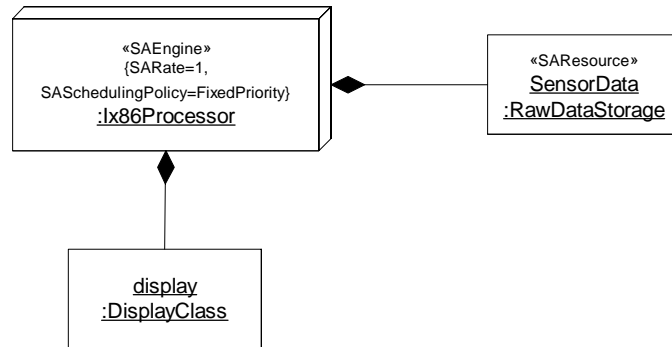 «SAEngine»
{SARate=1,
SASchedulingPolicy=FixedPriority}
:Ix86Processor
«SAResource»
SensorData
:RawDataStorage
display
:DisplayClass